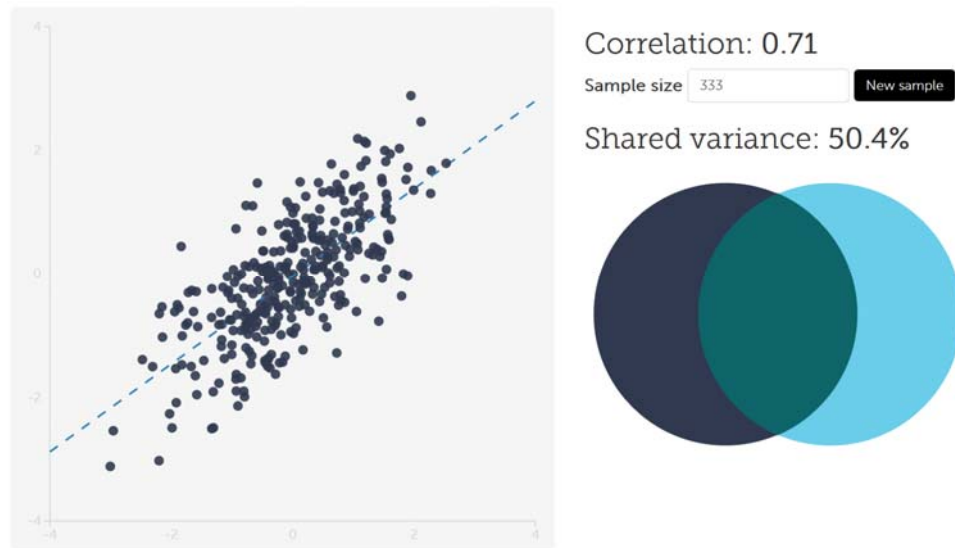 Correlation: 0.71
Sample size 333 New sample
Shared variance: 50.4%
4
2
0
-2
-4
-4 -2 0 2 4